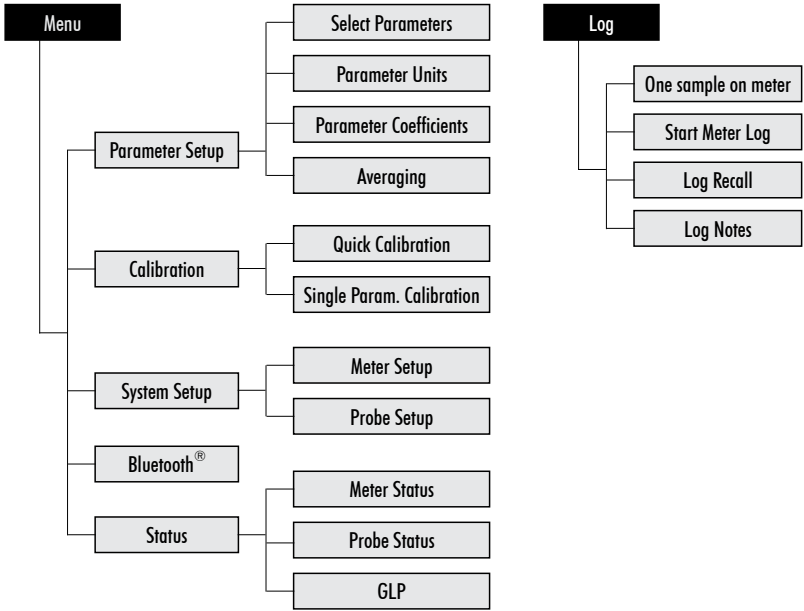 Menu
Parameter Setup
Select Parameters
Parameter Units
Parameter Coefficients
Averaging
Calibration
Quick Calibration
Single Param. Calibration
System Setup
Meter Setup
Probe Setup
Bluetooth®
Status
Meter Status
Probe Status
GLP
Log
One sample on meter
Start Meter Log
Log Recall
Log Notes